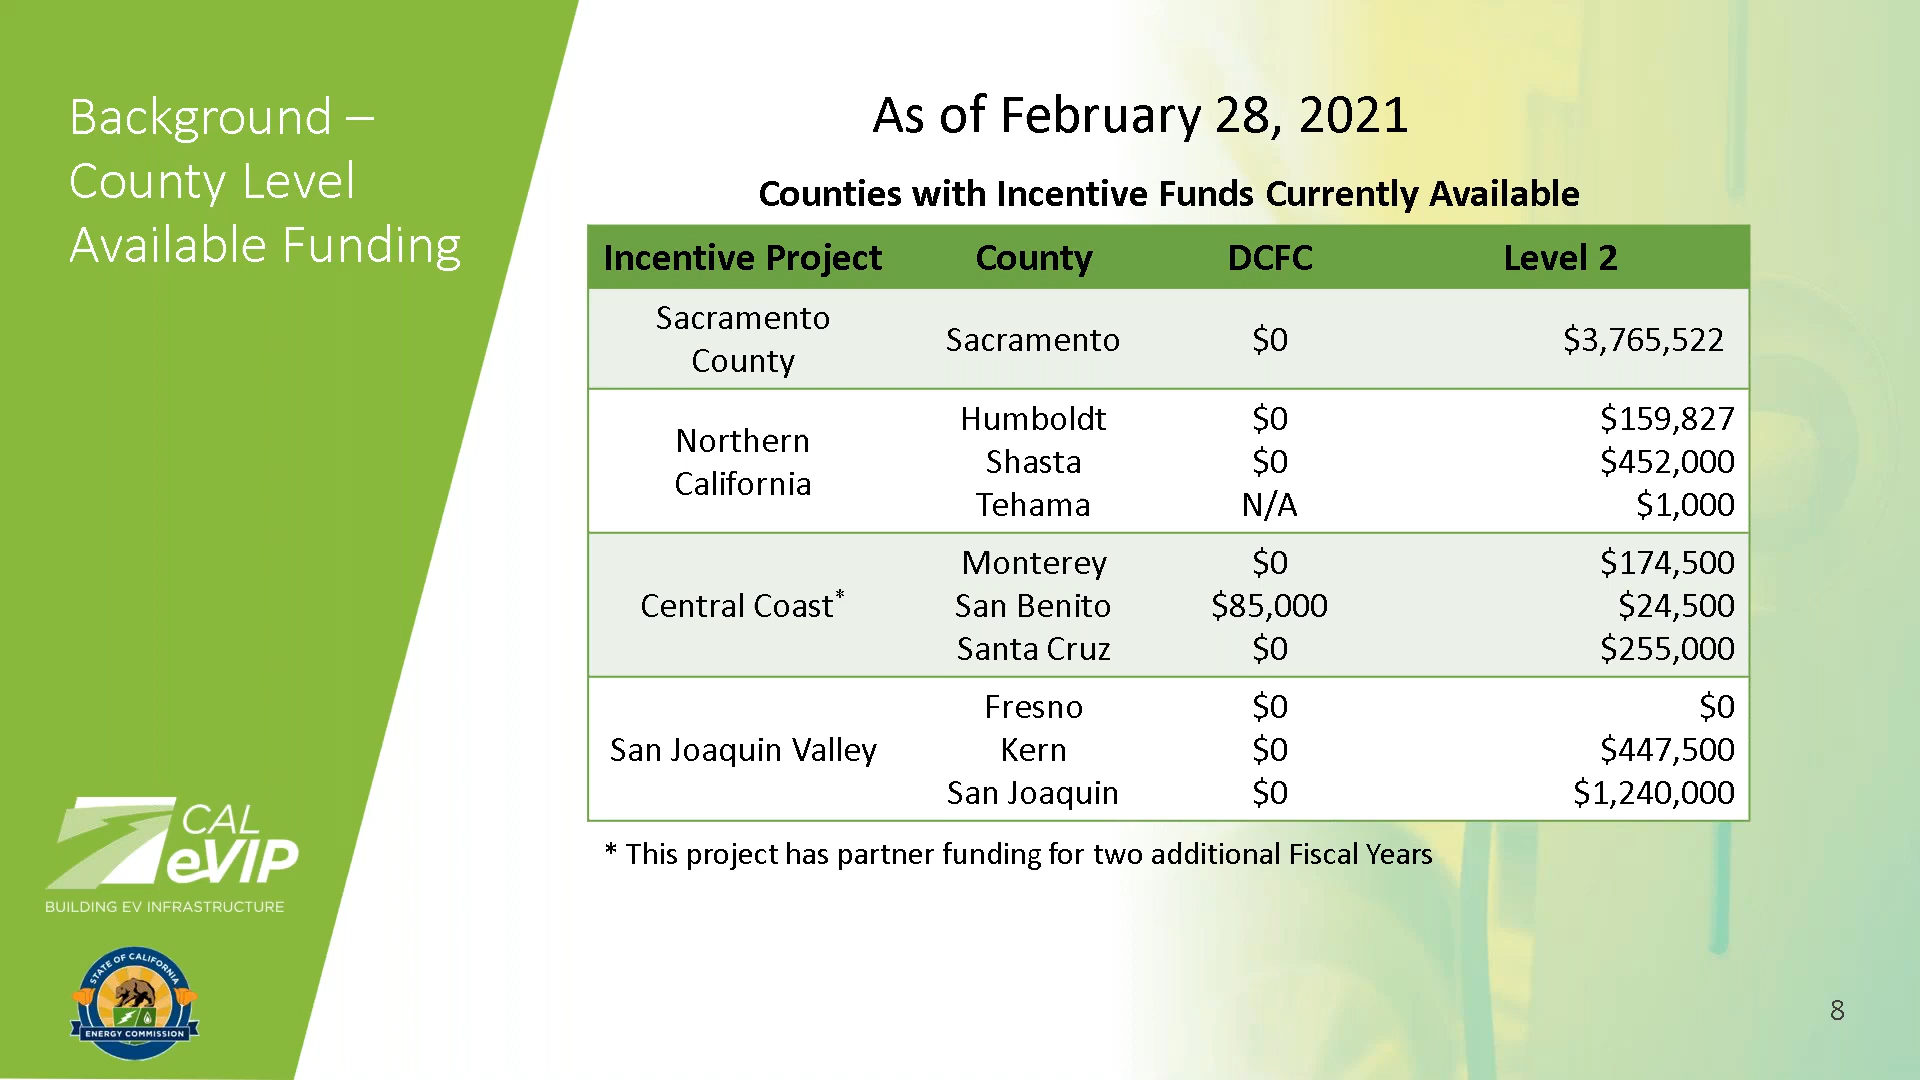 Background –
County Level
Available Funding
As of February 28, 2021
Counties with Incentive Funds Currently Available
Incentive Project County DCFC Level 2
Sacramento
County
Sacramento $0 $3,765,522
Northern
California
Humboldt $0 $159,827
Shasta $0 $452,000
Tehama N/A $1,000
Central Coast*
Monterey $0 $174,500
San Benito $85,000 $24,500
Santa Cruz $0 $255,000
San Joaquin Valley
Fresno $0 $0
Kern $0 $447,500
San Joaquin $0 $1,240,000
* This project has partner funding for two additional Fiscal Years
CAL
eVIP
BUILDING EV INFRASTRUCTURE
STATE OF CALIFORNIA
ENERGY COMMISSION
8